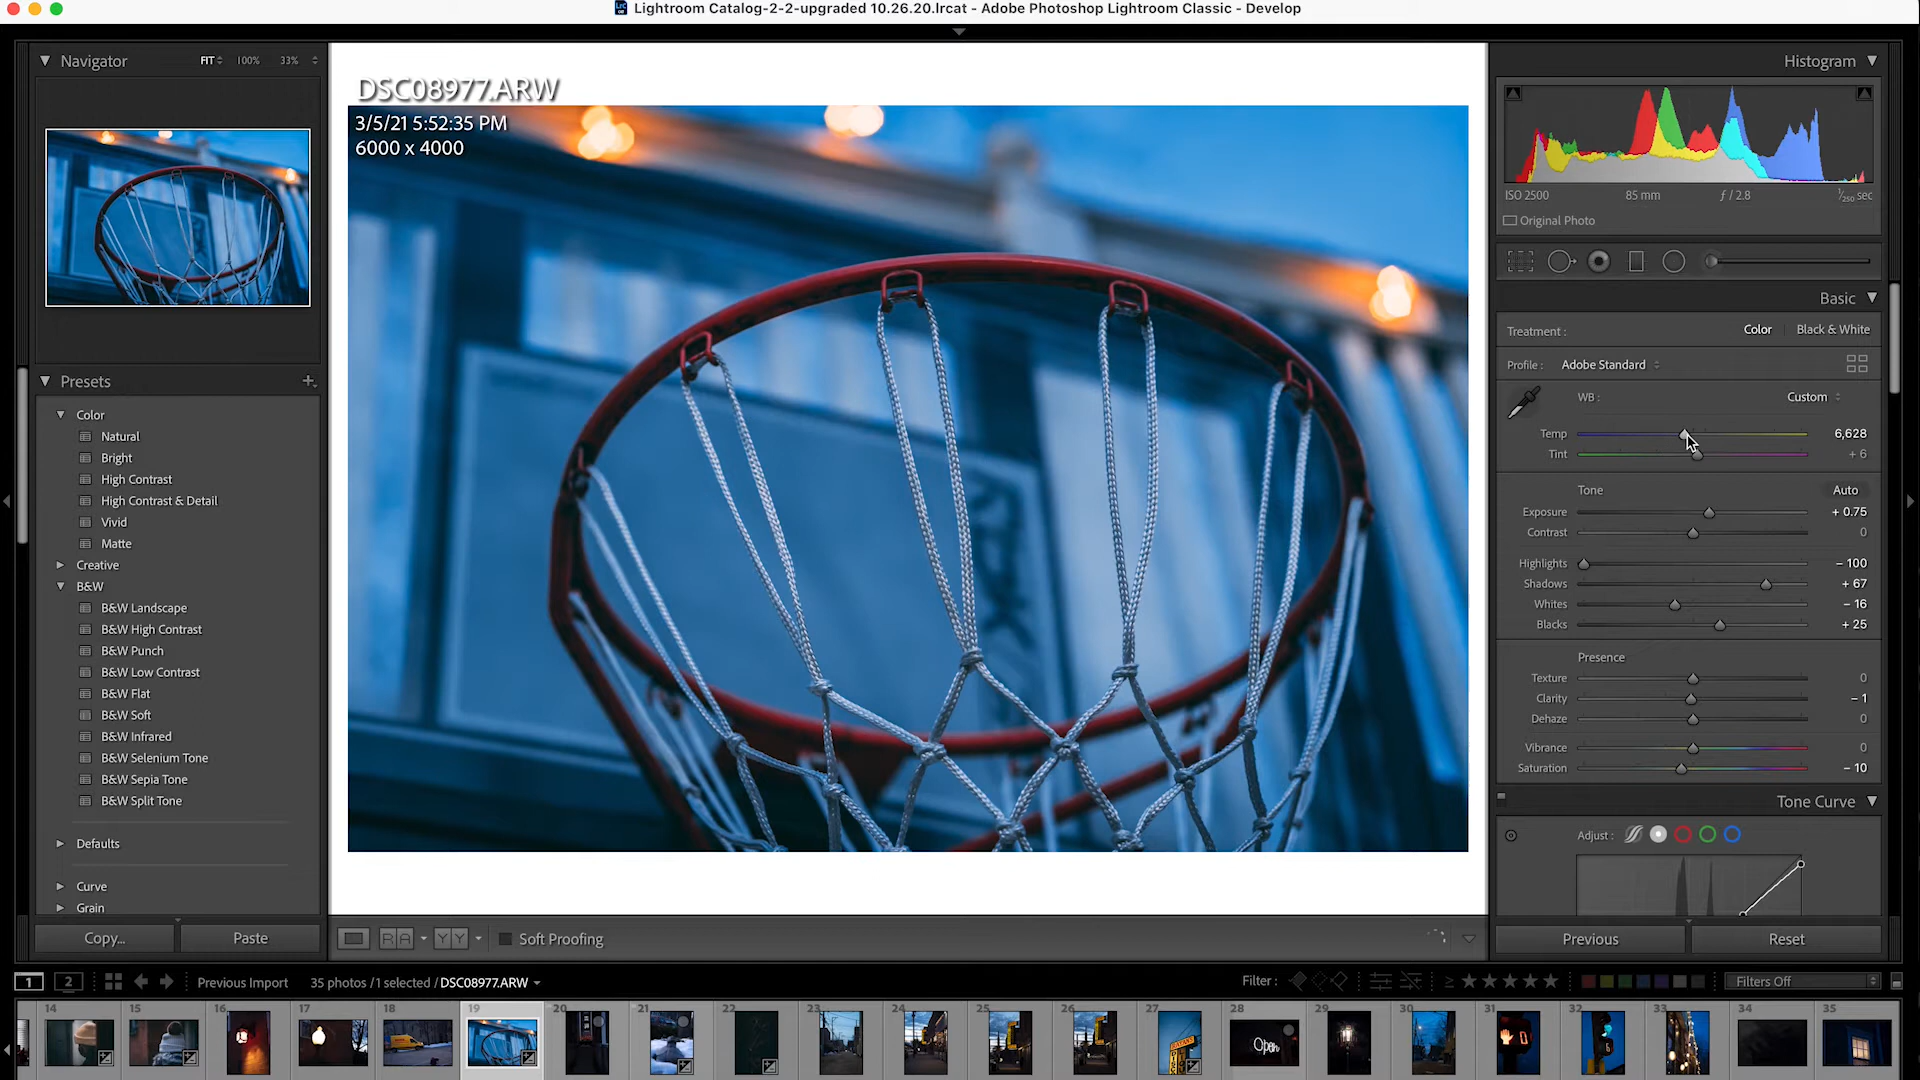 Lightroom Catalog-2-2-upgraded 10.26.20.lrcat - Adobe Photoshop Lightroom Classic - Develop
Navigator
FIT 100% 33%
Presets
Color
Natural
Bright
High Contrast
High Contrast & Detail
Vivid
Matte
Creative
B&W
B&W Landscape
B&W High Contrast
B&W Punch
B&W Low Contrast
B&W Flat
B&W Soft
B&W Infrared
B&W Selenium Tone
B&W Sepia Tone
B&W Split Tone
Defaults
Curve
Grain
Copy... Paste
DSC08977.ARW
3/5/21 5:52:35 PM
6000 x 4000
RA YY Soft Proofing
Histogram
ISO 2500 85 mm ƒ / 2.8 1/250 sec
Original Photo
Basic
Treatment : Color Black & White
Profile : Adobe Standard
WB : Custom
Temp 6,628
Tint + 6
Tone Auto
Exposure + 0.75
Contrast 0
Highlights − 100
Shadows + 67
Whites − 16
Blacks + 25
Presence
Texture 0
Clarity − 1
Dehaze 0
Vibrance 0
Saturation − 10
Tone Curve
Adjust :
Previous Reset
1 2 Previous Import 35 photos / 1 selected / DSC08977.ARW Filter : ≥ Filters Off
14 15 16 17 18 19 20 21 22 23 24 25 26 27 28 29 30 31 32 33 34 35
Open